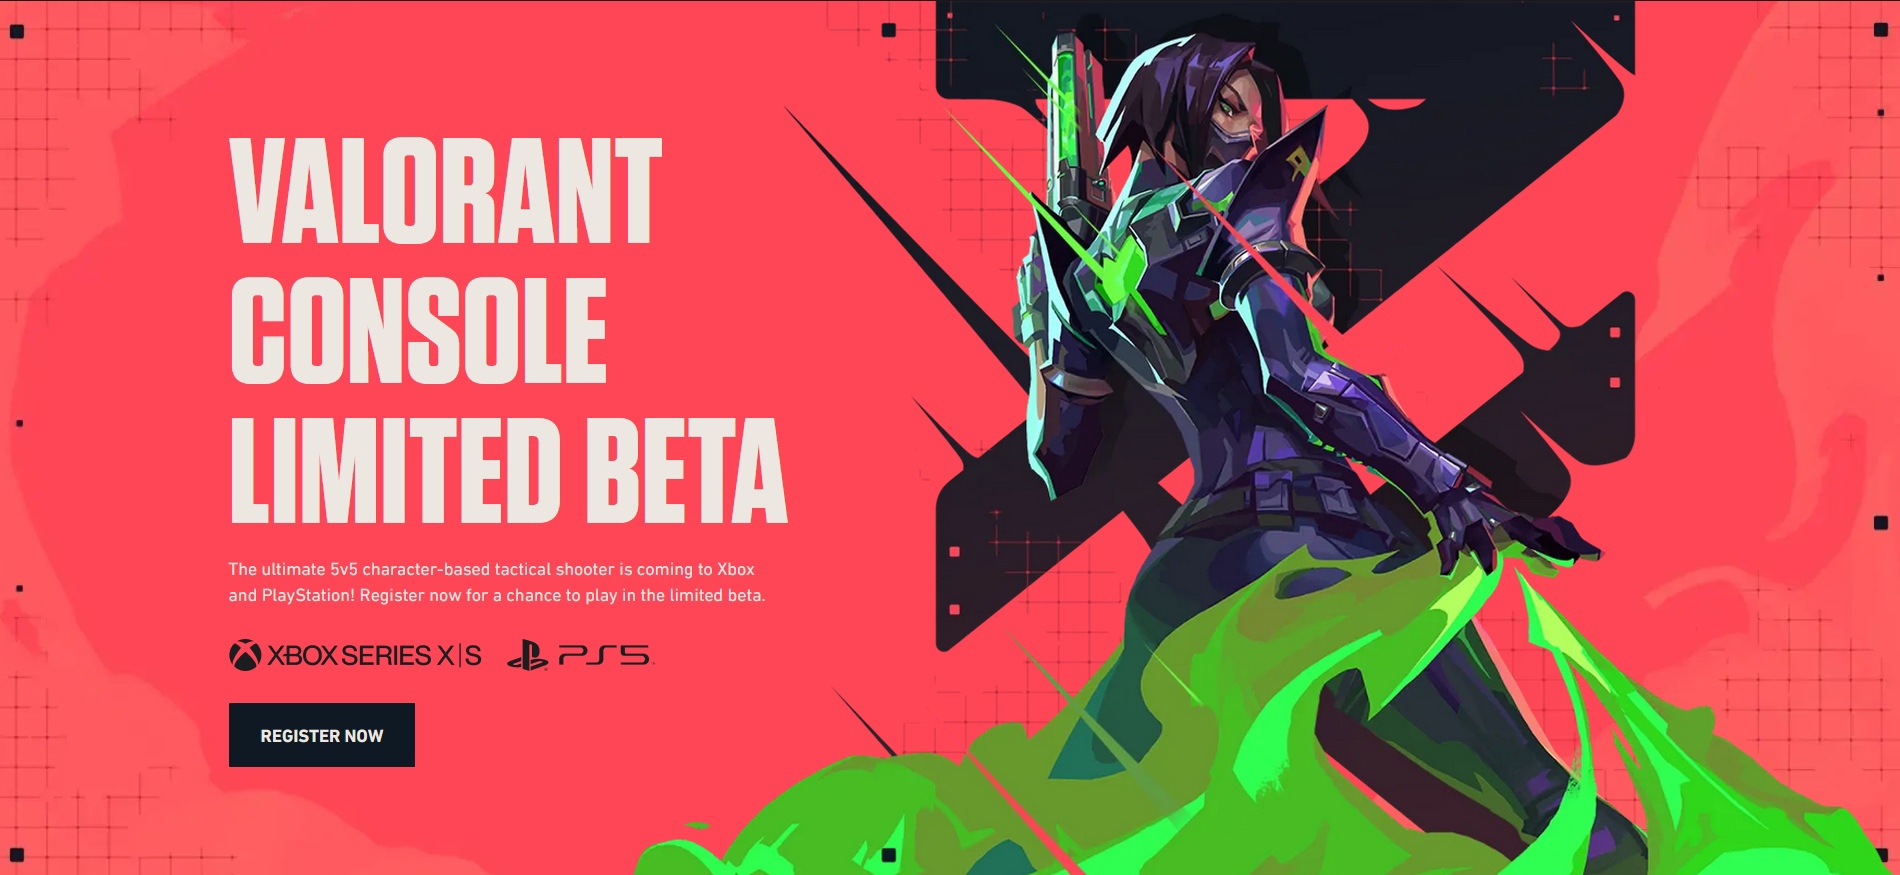 VALORANT
CONSOLE
LIMITED BETA
The ultimate 5v5 character-based tactical shooter is coming to Xbox
and PlayStation! Register now for a chance to play in the limited beta.
XBOX SERIES X|S PS5
REGISTER NOW